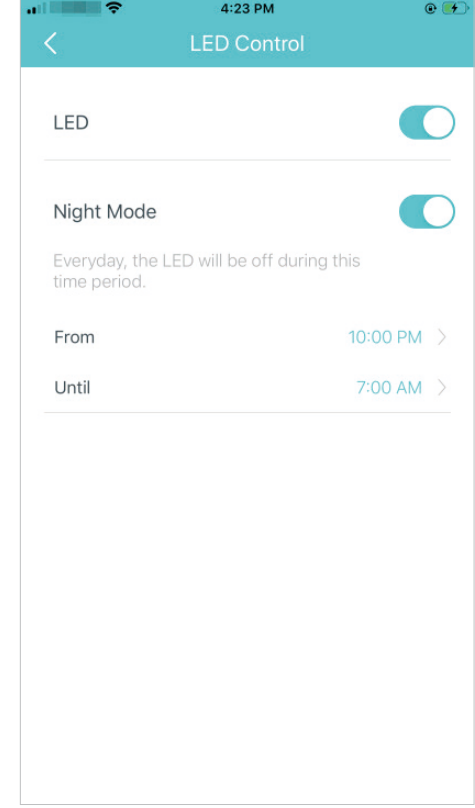 4:23 PM
LED Control
LED
Night Mode
Everyday, the LED will be off during this
time period.
From 10:00 PM
Until 7:00 AM